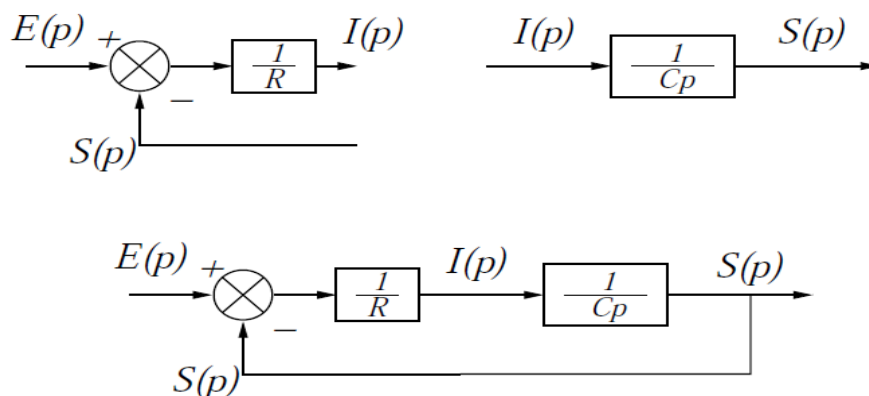 E(p) + 1/R I(p) I(p) 1/Cp S(p)
−
S(p)
E(p) + 1/R I(p) 1/Cp S(p)
−
S(p)